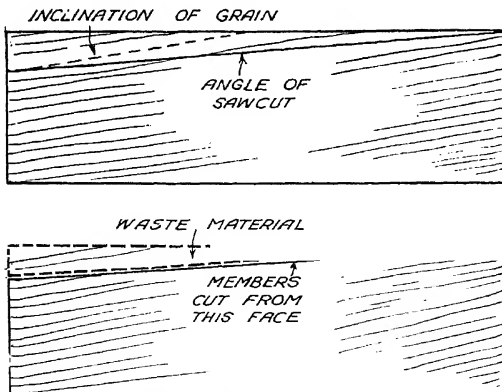 INCLINATION OF GRAIN
ANGLE OF
SAWCUT
WASTE MATERIAL
MEMBERS
CUT FROM
THIS FACE